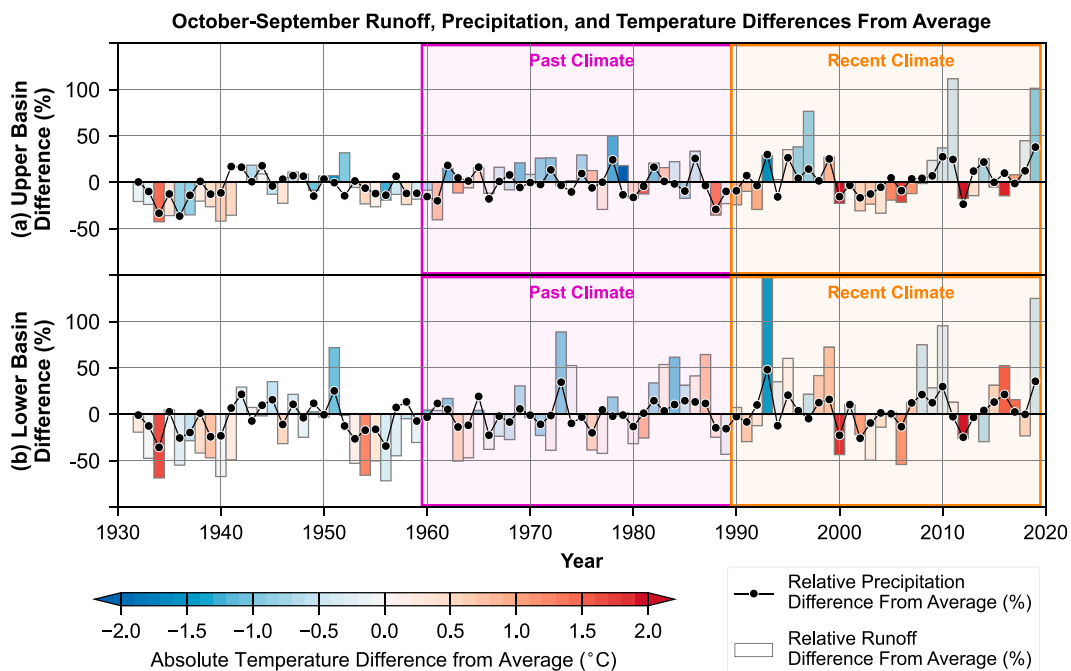 October-September Runoff, Precipitation, and Temperature Differences From Average
(a) Upper Basin
Difference (%)
100
50
0
-50
Past Climate
Recent Climate
(b) Lower Basin
Difference (%)
100
50
0
-50
Past Climate
Recent Climate
1930 1940 1950 1960 1970 1980 1990 2000 2010 2020
Year
−2.0 −1.5 −1.0 −0.5 0.0 0.5 1.0 1.5 2.0
Absolute Temperature Difference from Average (˚C)
Relative Precipitation
Difference From Average (%)
Relative Runoff
Difference From Average (%)